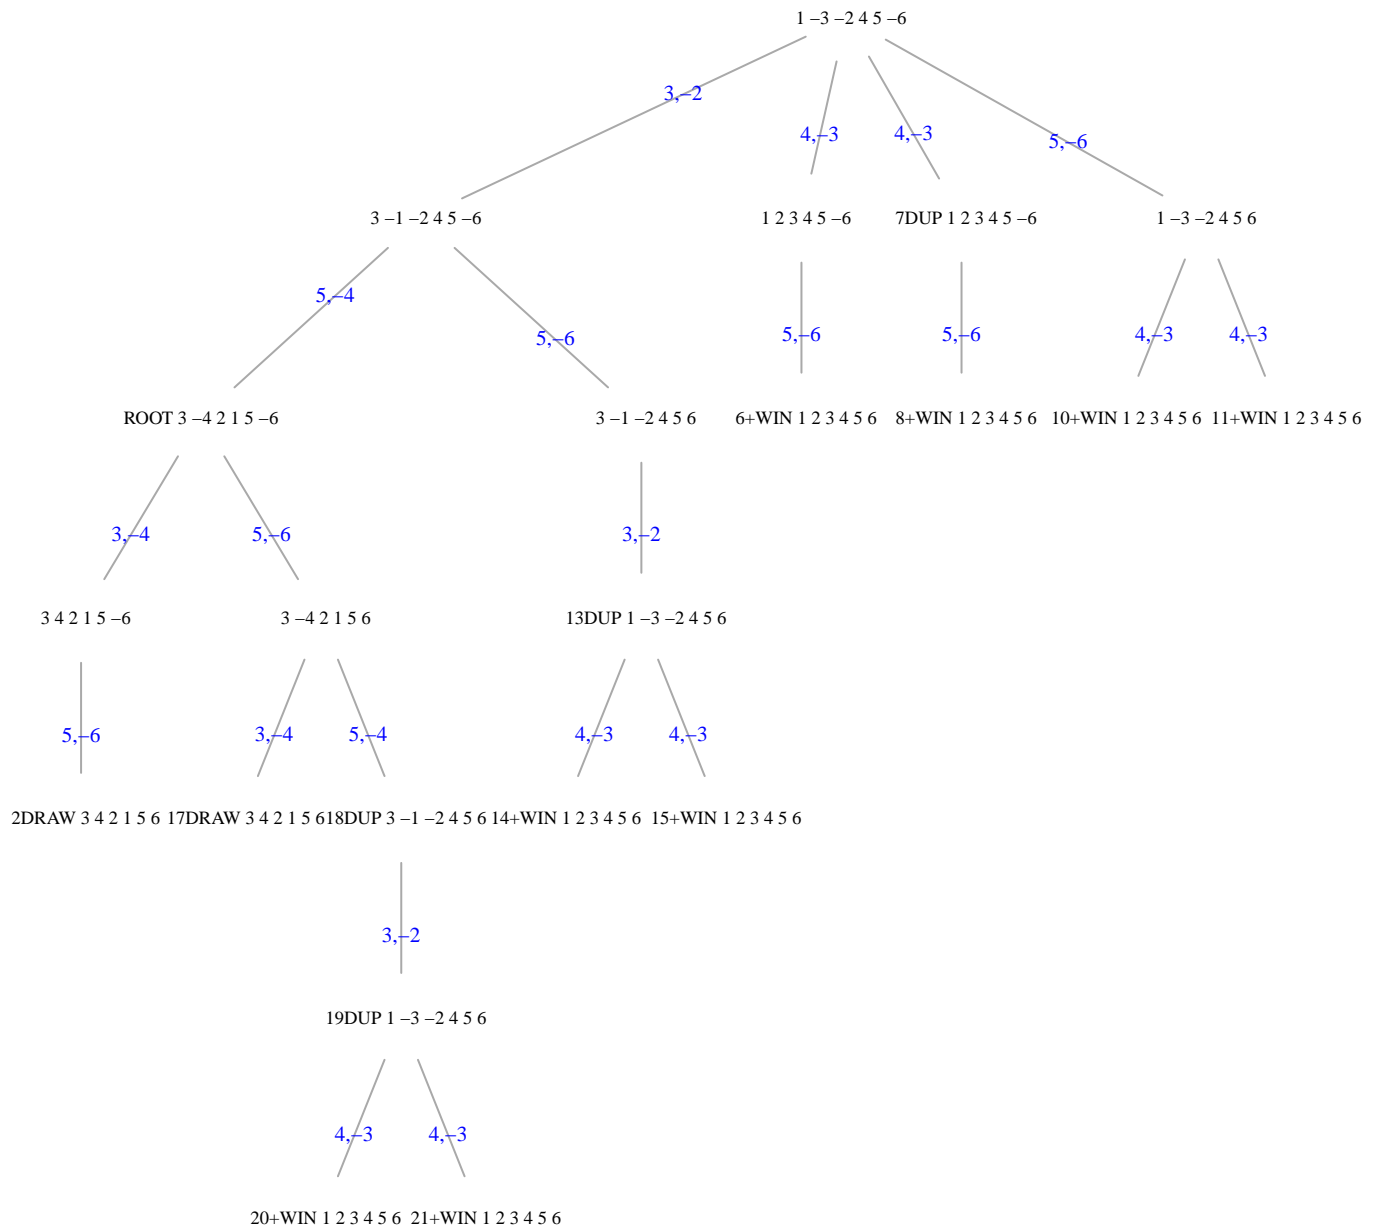 1 –3 –2 4 5 –6
3,–2
4,–3 4,–3
5,–6
3 –1 –2 4 5 –6 1 2 3 4 5 –6 7DUP 1 2 3 4 5 –6 1 –3 –2 4 5 6
5,–4
5,–6 5,–6 5,–6 4,–3 4,–3
ROOT 3 –4 2 1 5 –6 3 –1 –2 4 5 6 6+WIN 1 2 3 4 5 6 8+WIN 1 2 3 4 5 6 10+WIN 1 2 3 4 5 6 11+WIN 1 2 3 4 5 6
3,–4 5,–6 3,–2
3 4 2 1 5 –6 3 –4 2 1 5 6 13DUP 1 –3 –2 4 5 6
5,–6 3,–4 5,–4 4,–3 4,–3
2DRAW 3 4 2 1 5 6 17DRAW 3 4 2 1 5 6 18DUP 3 –1 –2 4 5 6 14+WIN 1 2 3 4 5 6 15+WIN 1 2 3 4 5 6
3,–2
19DUP 1 –3 –2 4 5 6
4,–3 4,–3
20+WIN 1 2 3 4 5 6 21+WIN 1 2 3 4 5 6